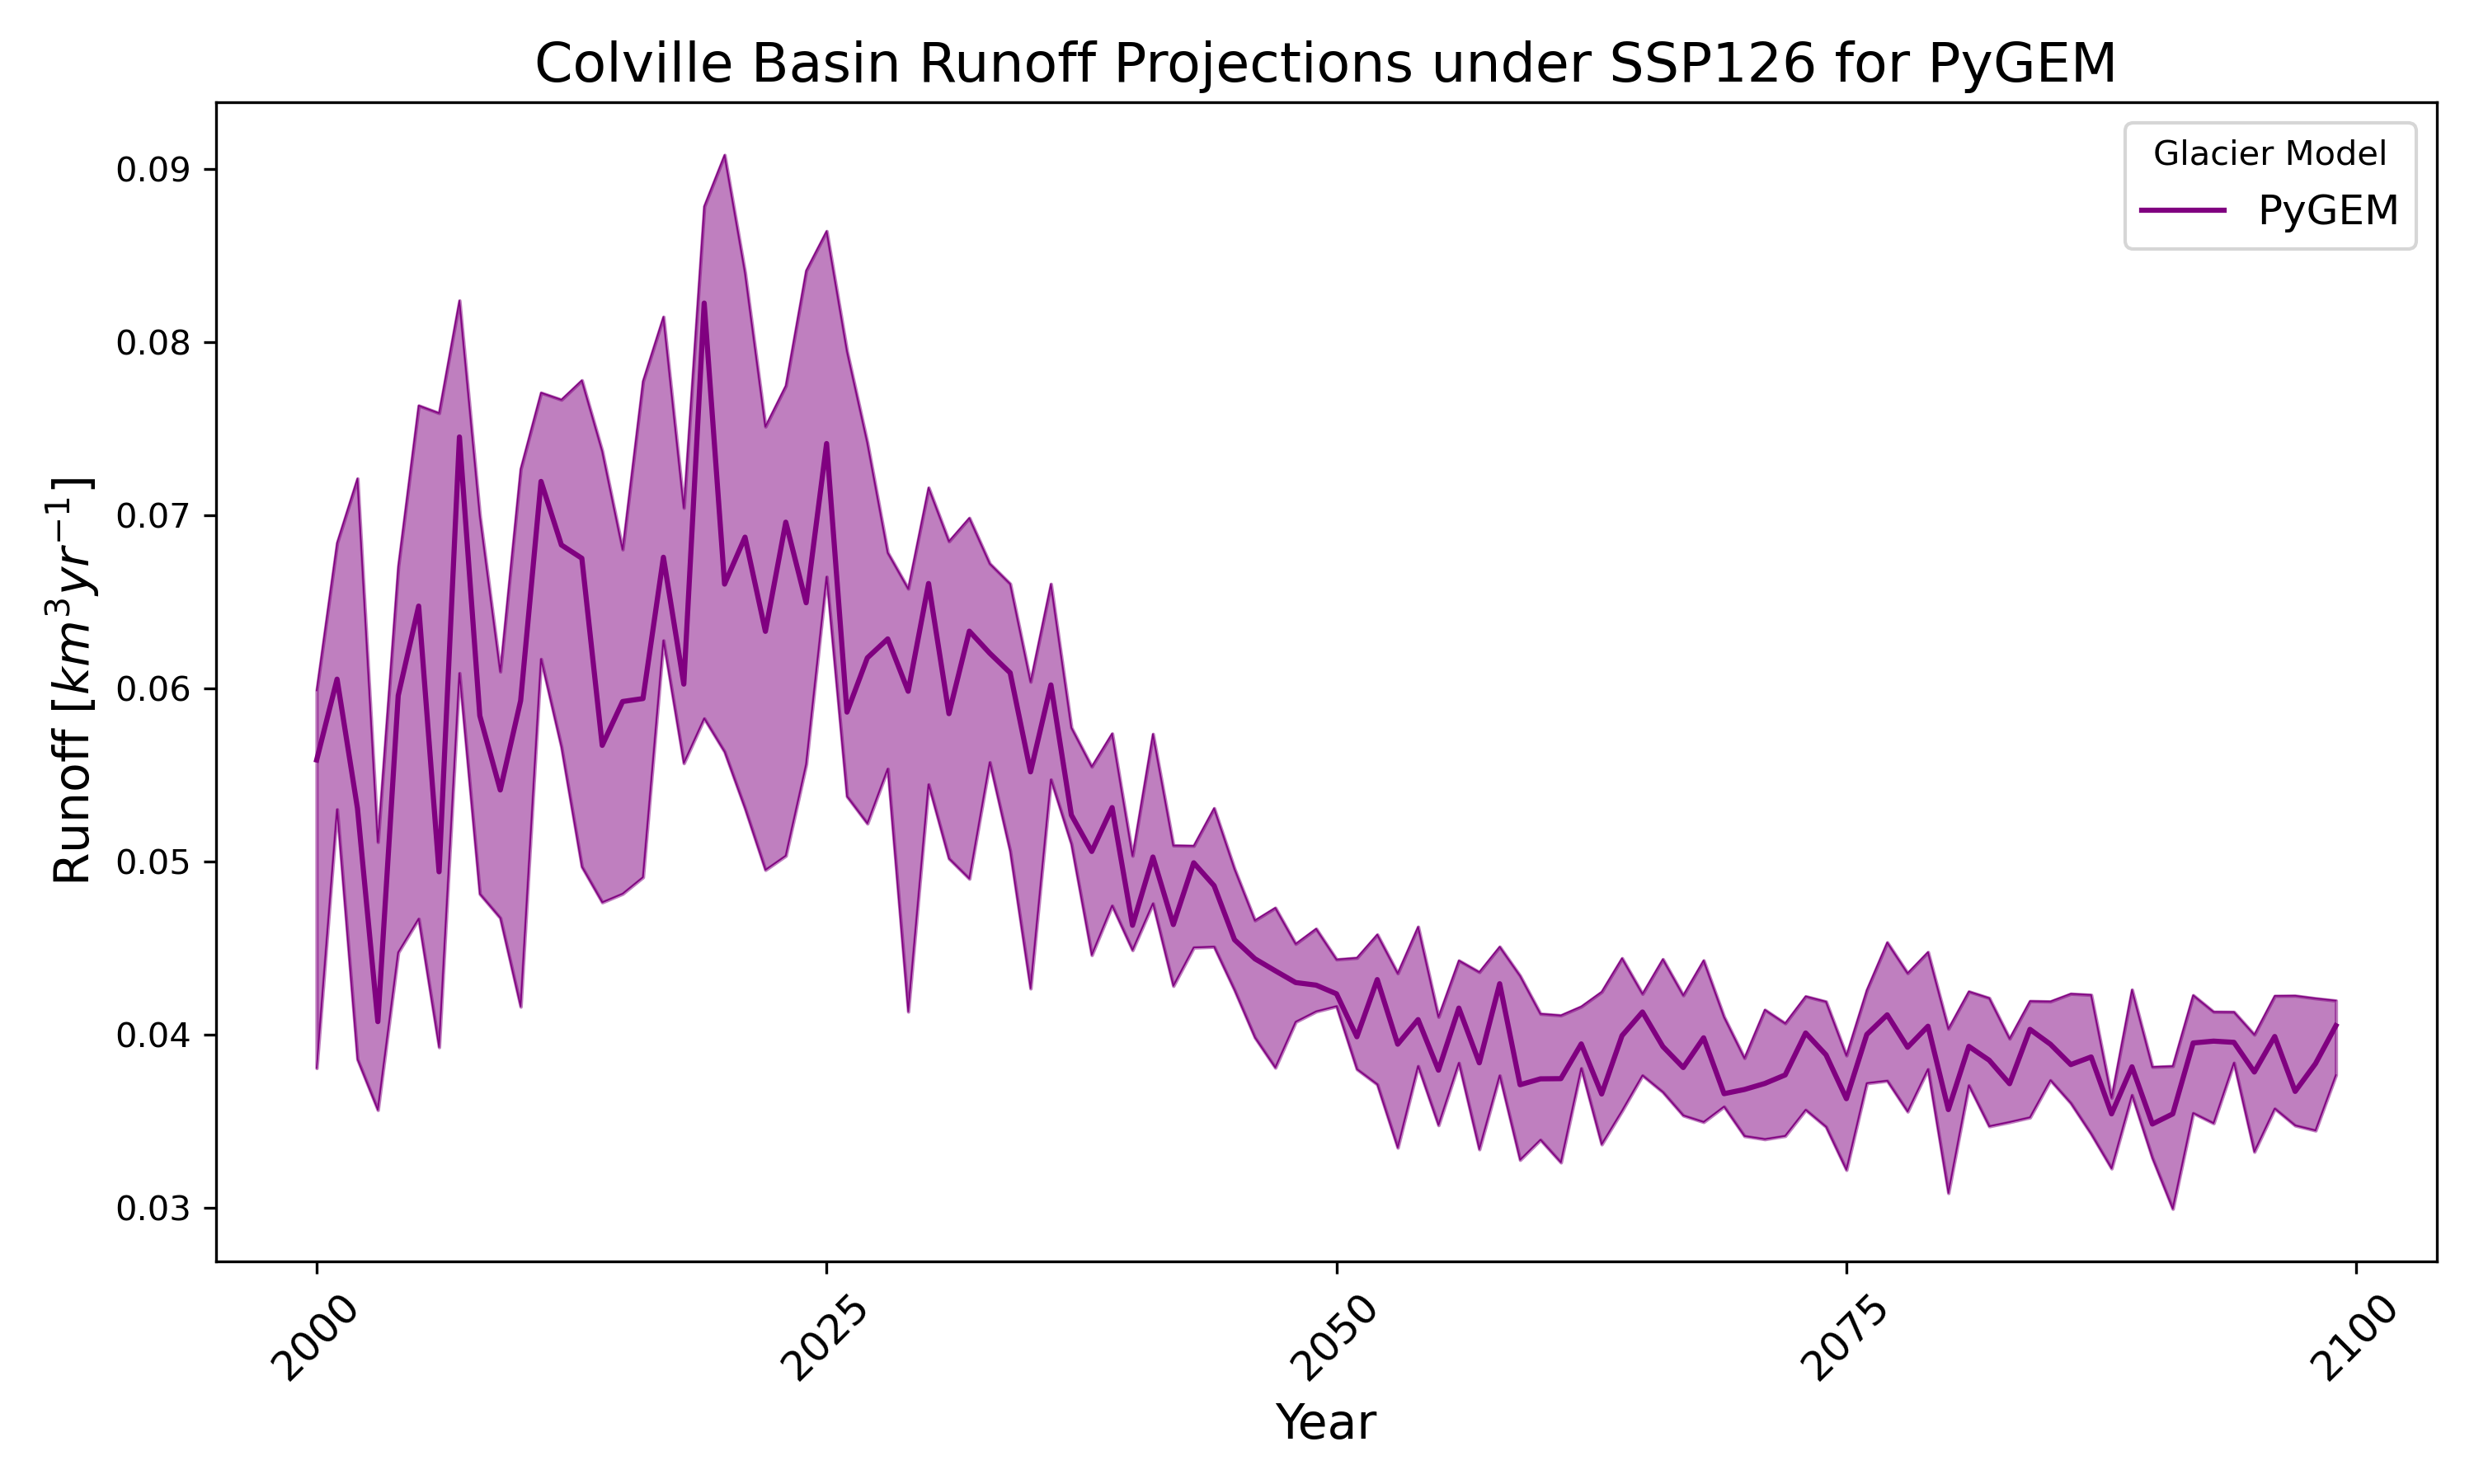 Colville Basin Runoff Projections under SSP126 for PyGEM
Glacier Model
PyGEM
Runoff [km³yr⁻¹]
0.09
0.08
0.07
0.06
0.05
0.04
0.03
2000
2025
2050
2075
2100
Year